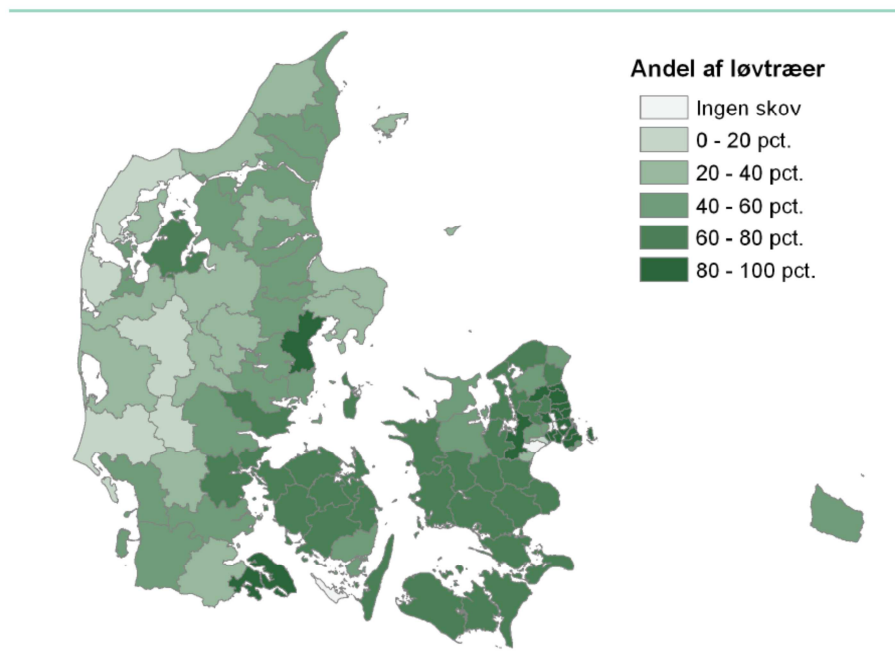 Andel af løvtræer
Ingen skov
0 - 20 pct.
20 - 40 pct.
40 - 60 pct.
60 - 80 pct.
80 - 100 pct.